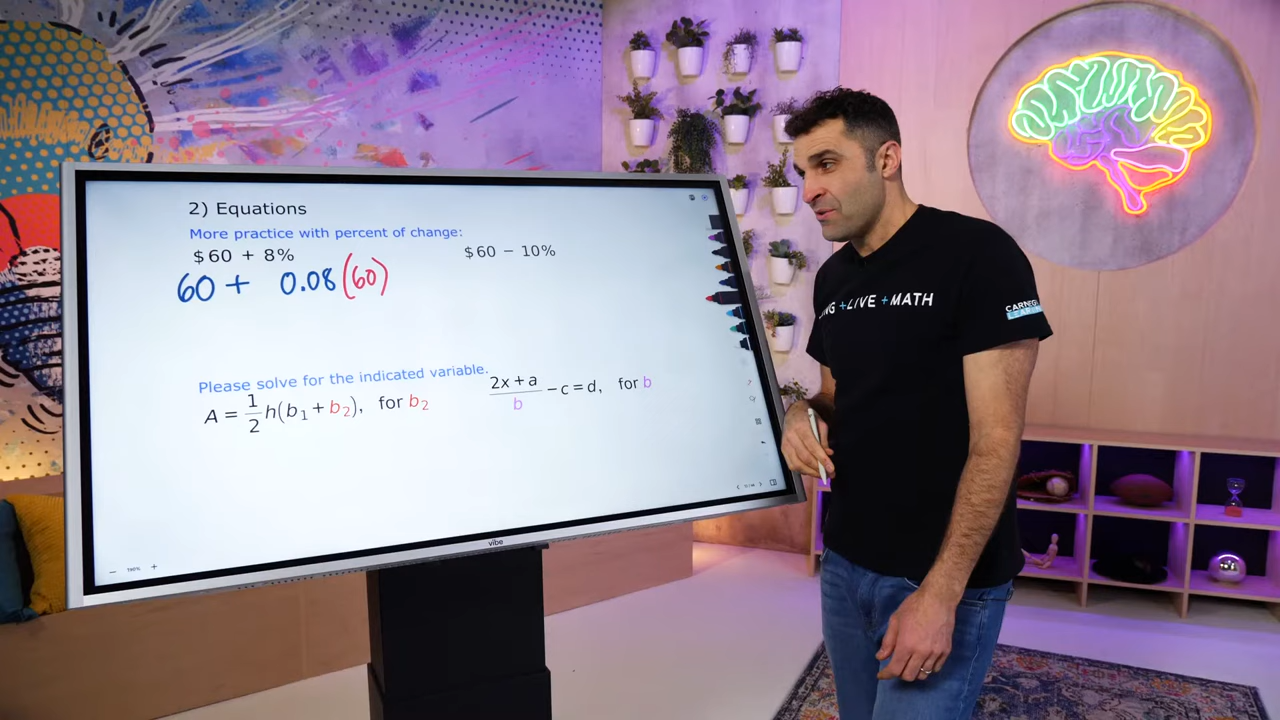 2) Equations
More practice with percent of change:
$60 + 8%
$60 − 10%
60 + 0.08(60)
Please solve for the indicated variable.
A = 1/2 h(b₁ + b₂), for b₂
(2x + a)/b − c = d, for b
vibe
+LIVE +MATH